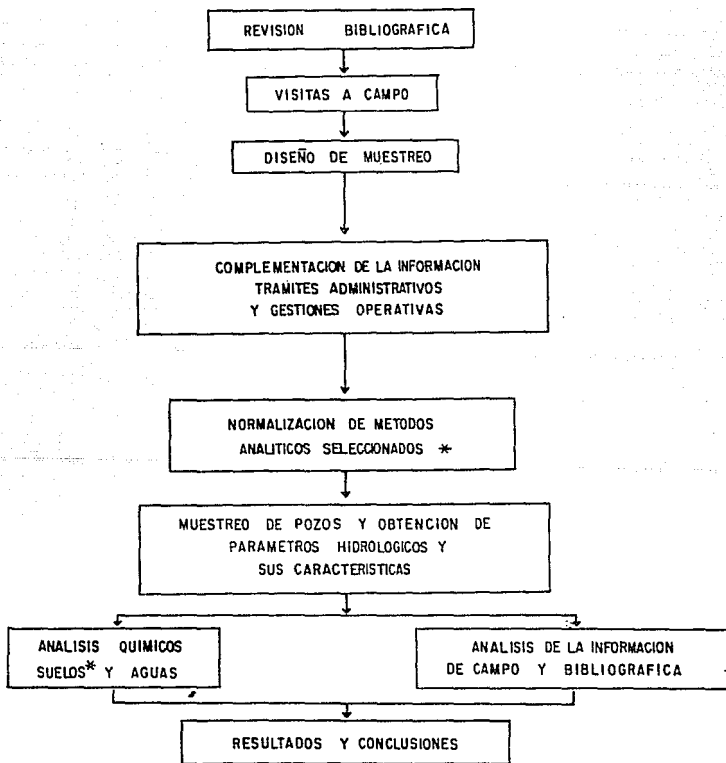 REVISION BIBLIOGRAFICA
VISITAS A CAMPO
DISEÑO DE MUESTREO
COMPLEMENTACION DE LA INFORMACION
TRAMITES ADMINISTRATIVOS
Y GESTIONES OPERATIVAS
NORMALIZACION DE METODOS
ANALITICOS SELECCIONADOS *
MUESTREO DE POZOS Y OBTENCION DE
PARAMETROS HIDROLOGICOS Y
SUS CARACTERISTICAS
ANALISIS QUIMICOS
SUELOS* Y AGUAS
ANALISIS DE LA INFORMACION
DE CAMPO Y BIBLIOGRAFICA
RESULTADOS Y CONCLUSIONES